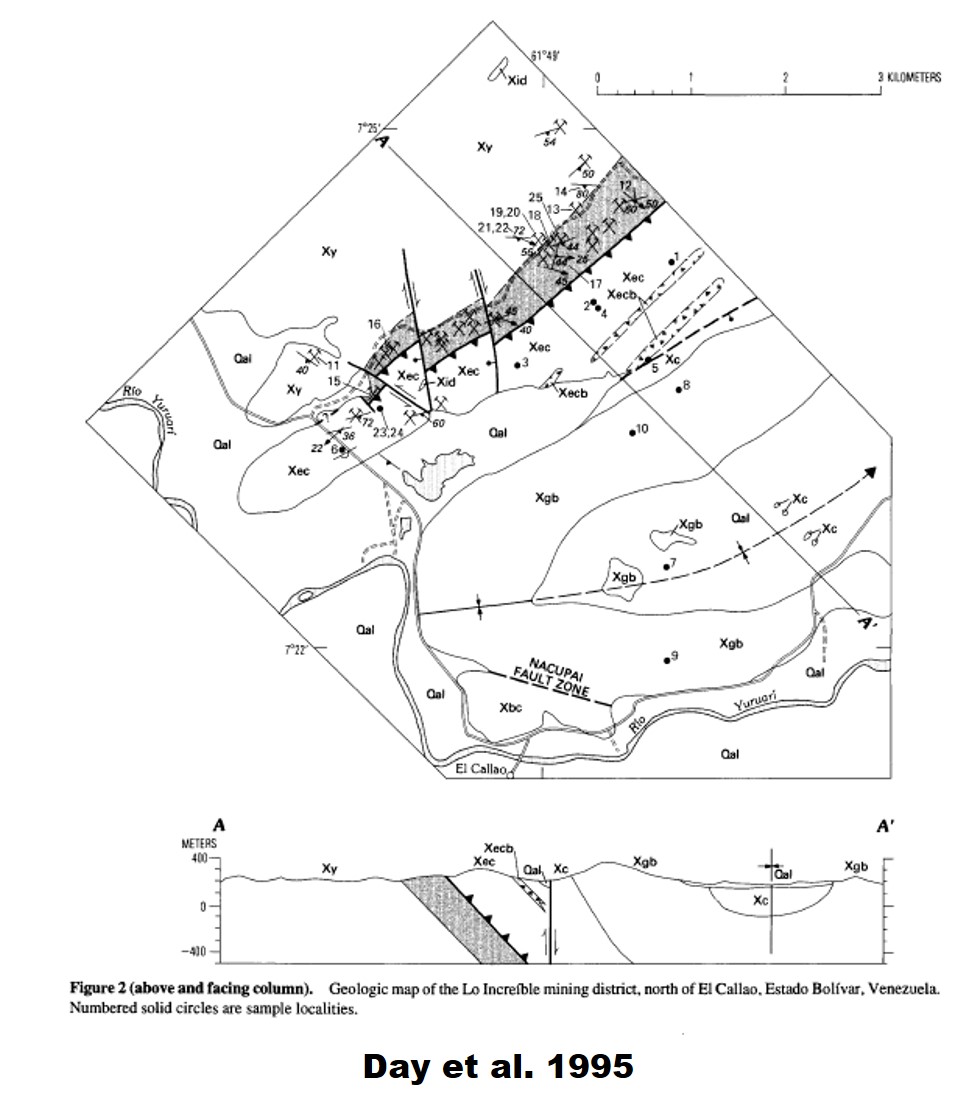 61°49'
0 1 2 3 KILOMETERS
Xid
7°25'
A
Xy
54
50
14
80
12
25
13
50
50
19,20
18
21,22
72
55
44
Xy
45
17
1
Xec
Xecb
2
4
16
45
40
Xec
Xc
Qal
11
40
15
Xec
Xid
3
5
8
Xy
Xecb
Río Yuruarí
72
60
23,24
Qal
10
Qal
22
36
6
Xec
Xgb
Xc
Qal
Xgb
Xc
7
Xgb
A'
Qal
7°22'
Xgb
9
NACUPAI
FAULT ZONE
Qal
Qal
Xbc
Río Yuruarí
Qal
El Callao
A
A'
METERS
400
0
-400
Xy
Xecb
Xec
Qal
Xc
Xgb
Qal
Xgb
Xc
Figure 2 (above and facing column). Geologic map of the Lo Increíble mining district, north of El Callao, Estado Bolívar, Venezuela.
Numbered solid circles are sample localities.
Day et al. 1995